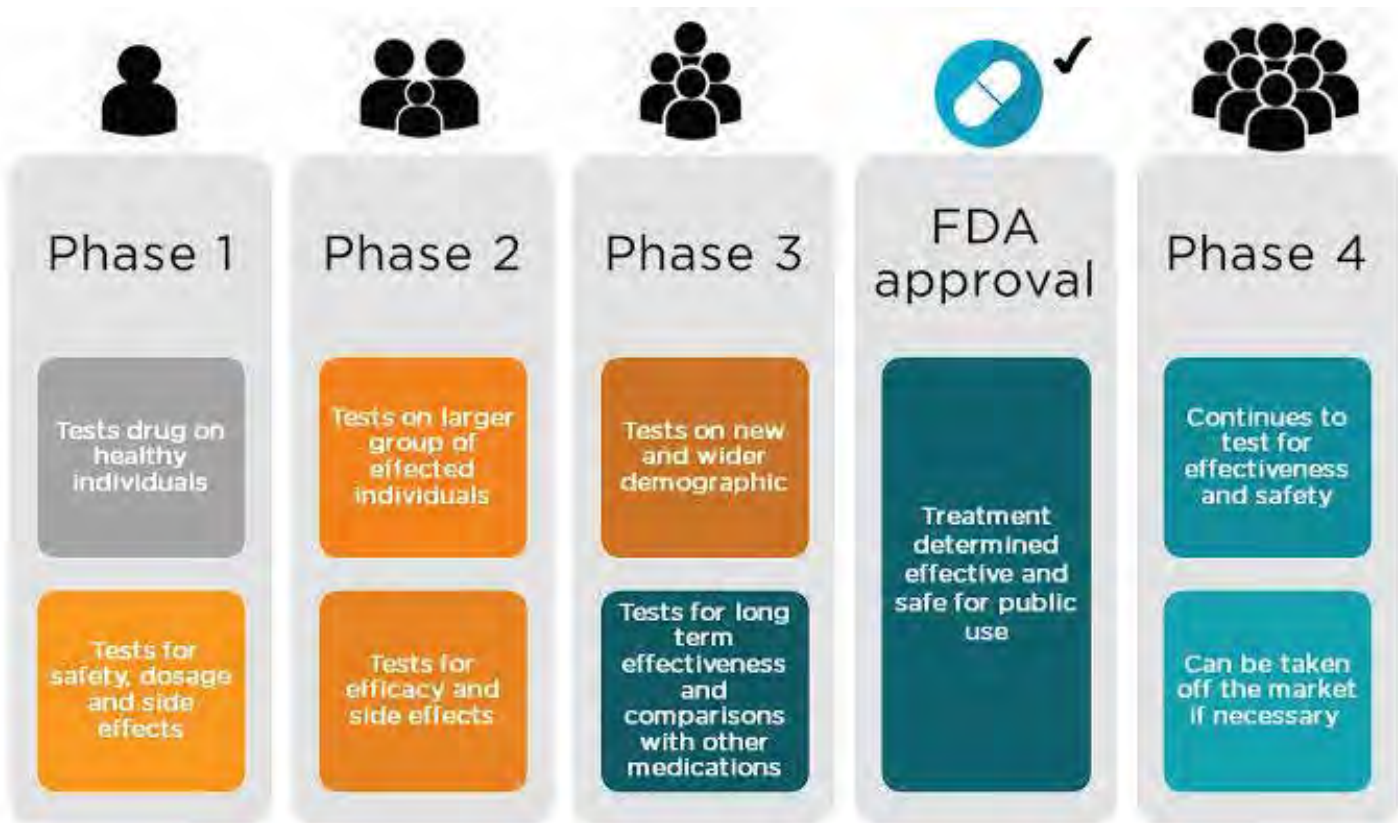 Phase 1
Tests drug on
healthy
individuals
Tests for
safety, dosage
and side
effects
Phase 2
Tests on larger
group of
effected
individuals
Tests for
efficacy and
side effects
Phase 3
Tests on new
and wider
demographic
Tests for long
term
effectiveness
and
comparisons
with other
medications
FDA
approval
Treatment
determined
effective and
safe for public
use
Phase 4
Continues to
test for
effectiveness
and safety
Can be taken
off the market
if necessary